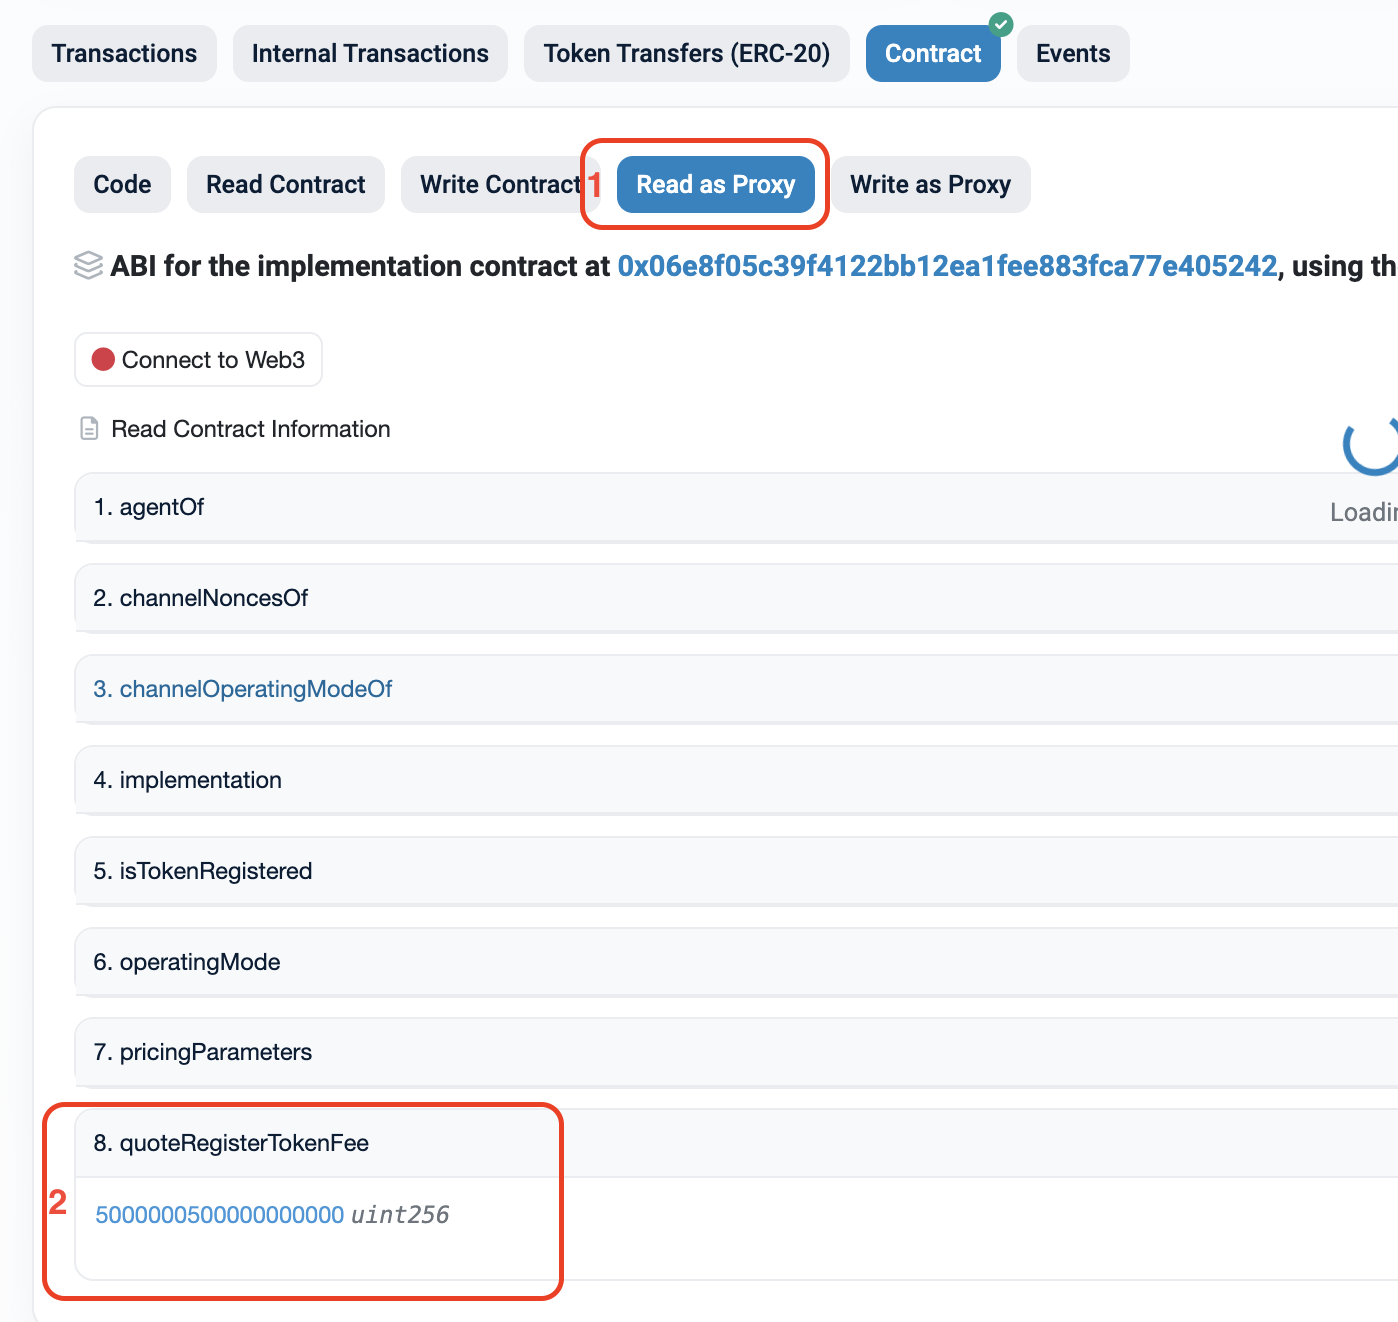 Transactions Internal Transactions Token Transfers (ERC-20) Contract Events
Code Read Contract Write Contract 1 Read as Proxy Write as Proxy
ABI for the implementation contract at 0x06e8f05c39f4122bb12ea1fee883fca77e405242, using th
Connect to Web3
Read Contract Information
1. agentOf
Loadin
2. channelNoncesOf
3. channelOperatingModeOf
4. implementation
5. isTokenRegistered
6. operatingMode
7. pricingParameters
8. quoteRegisterTokenFee
2
5000000500000000000 uint256